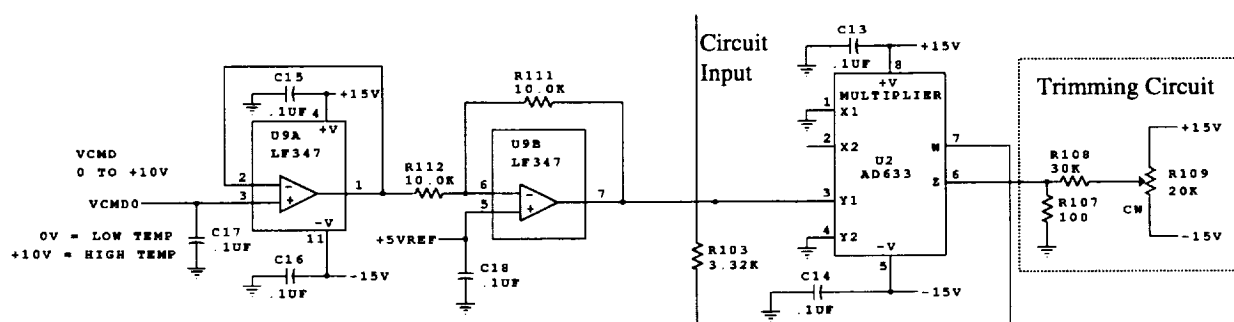 VCMD
0 TO +10V
VCMD0
0V = LOW TEMP
+10V = HIGH TEMP
C17
.1UF
C15
.1UF
+15V
4
+V
U9A
LF347
2
-
3
+
1
-V
11
-15V
C16
.1UF
R112
10.0K
R111
10.0K
U9B
LF347
6
-
5
+
7
+5VREF
C18
.1UF
Circuit
Input
R103
3.32K
C13
.1UF
+15V
8
+V
MULTIPLIER
1
X1
2
X2
U2
AD633
3
Y1
4
Y2
W
7
Z
6
-V
5
C14
.1UF
-15V
Trimming Circuit
+15V
R108
30K
R109
20K
R107
100
CW
-15V